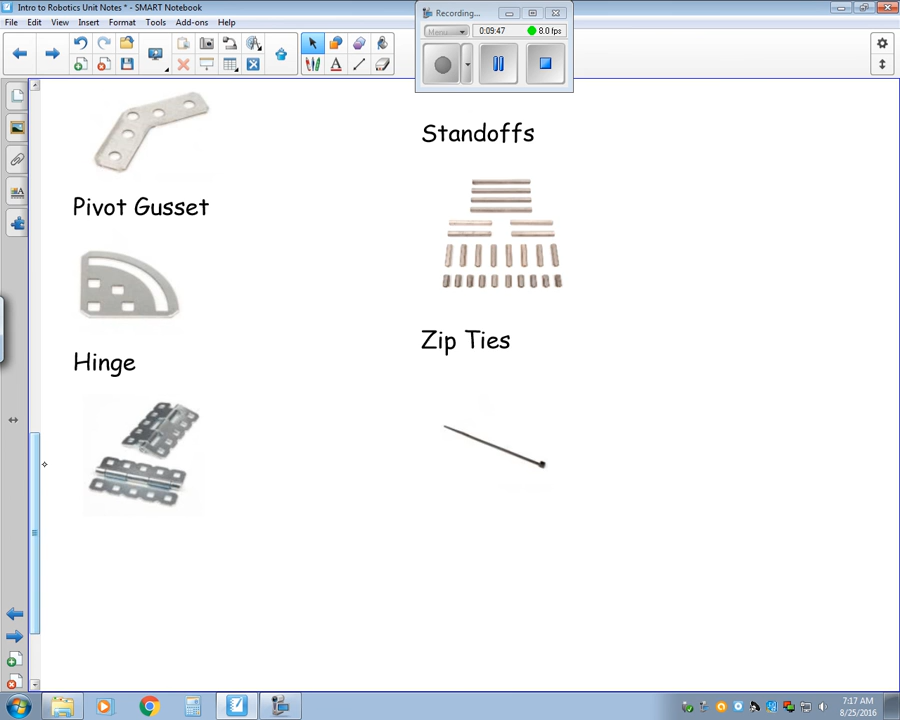 Intro to Robotics Unit Notes * - SMART Notebook
File Edit View Insert Format Tools Add-ons Help
Recording...
Menu
0:09:47
8.0 fps
Standoffs
Pivot Gusset
Zip Ties
Hinge
7:17 AM
8/25/2016